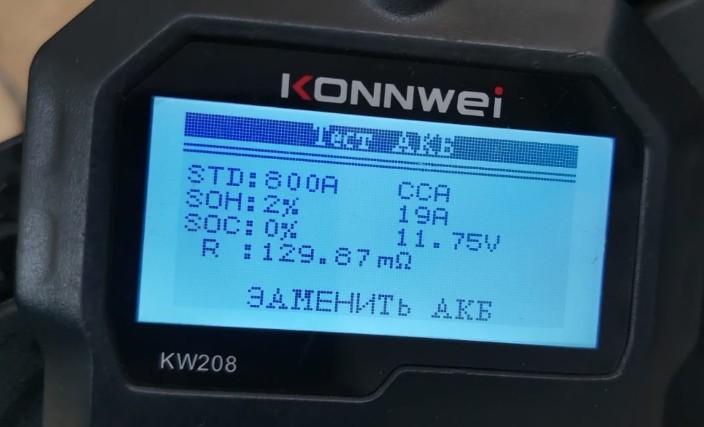 KONNWEi
Тест АКБ
STD:800A CCA
SOH:2% 19A
SOC:0% 11.75V
R :129.87mΩ
ЗАМЕНИТЬ АКБ
KW208